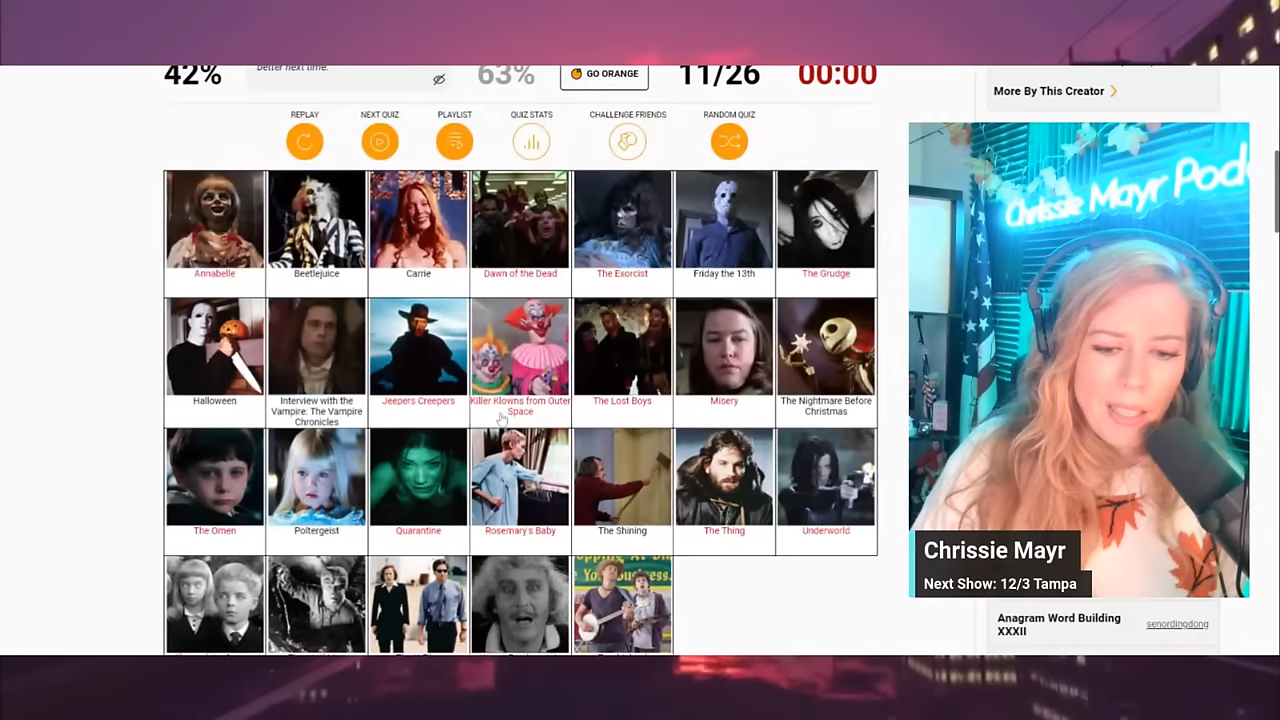 better next time.
42%
63%
GO ORANGE
11/26
00:00
More By This Creator
REPLAY
NEXT QUIZ
PLAYLIST
QUIZ STATS
CHALLENGE FRIENDS
RANDOM QUIZ
Chrissie Mayr Pod
Annabelle
Beetlejuice
Carrie
Dawn of the Dead
The Exorcist
Friday the 13th
The Grudge
Halloween
Interview with the
Vampire: The Vampire
Chronicles
Jeepers Creepers
Killer Klowns from Outer
Space
The Lost Boys
Misery
The Nightmare Before
Christmas
The Omen
Poltergeist
Quarantine
Rosemary's Baby
The Shining
The Thing
Underworld
Chrissie Mayr
Next Show: 12/3 Tampa
Anagram Word Building
XXXII
senordingdong